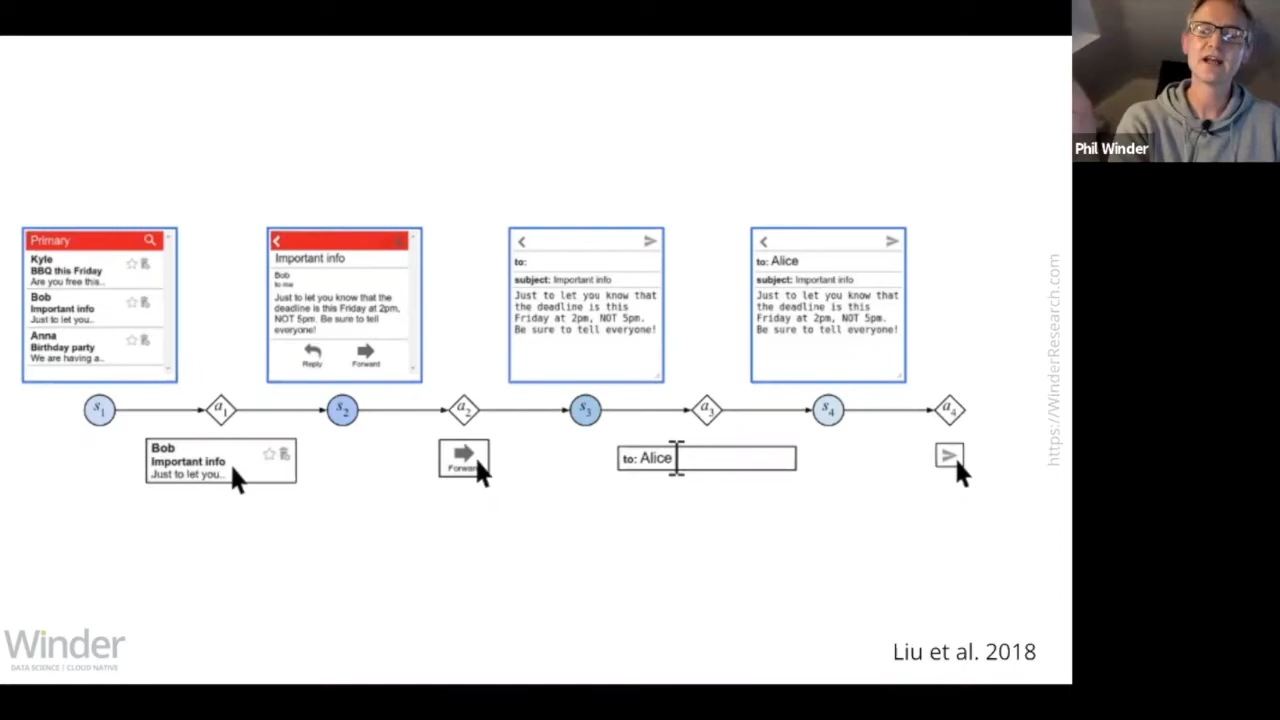 Phil Winder
Primary
Kyle
BBQ this Friday
Are you free this..
Bob
Important info
Just to let you..
Anna
Birthday party
We are having a..
Important info
Bob
to me
Just to let you know that the
deadline is this Friday at 2pm,
NOT 5pm. Be sure to tell
everyone!
Reply
Forward
to:
subject: Important info
Just to let you know that
the deadline is this
Friday at 2pm, NOT 5pm.
Be sure to tell everyone!
to: Alice
subject: Important info
Just to let you know that
the deadline is this
Friday at 2pm, NOT 5pm.
Be sure to tell everyone!
s1
a1
s2
a2
s3
a3
s4
a4
Bob
Important info
Just to let you..
Forward
to: Alice
https://WinderResearch.com
Winder
DATA SCIENCE | CLOUD NATIVE
Liu et al. 2018